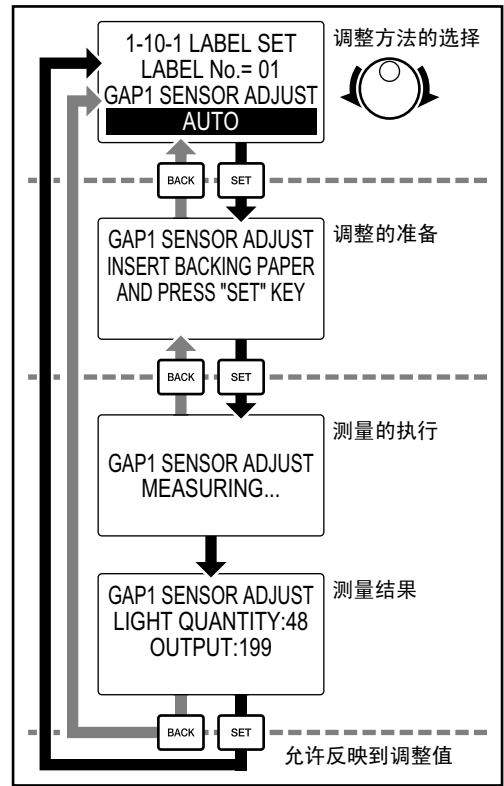 1-10-1 LABEL SET
LABEL No.= 01
GAP1 SENSOR ADJUST
AUTO
调整方法的选择
BACK
SET
GAP1 SENSOR ADJUST
INSERT BACKING PAPER
AND PRESS "SET" KEY
调整的准备
BACK
SET
GAP1 SENSOR ADJUST
MEASURING...
测量的执行
GAP1 SENSOR ADJUST
LIGHT QUANTITY:48
OUTPUT:199
测量结果
BACK
SET
允许反映到调整值